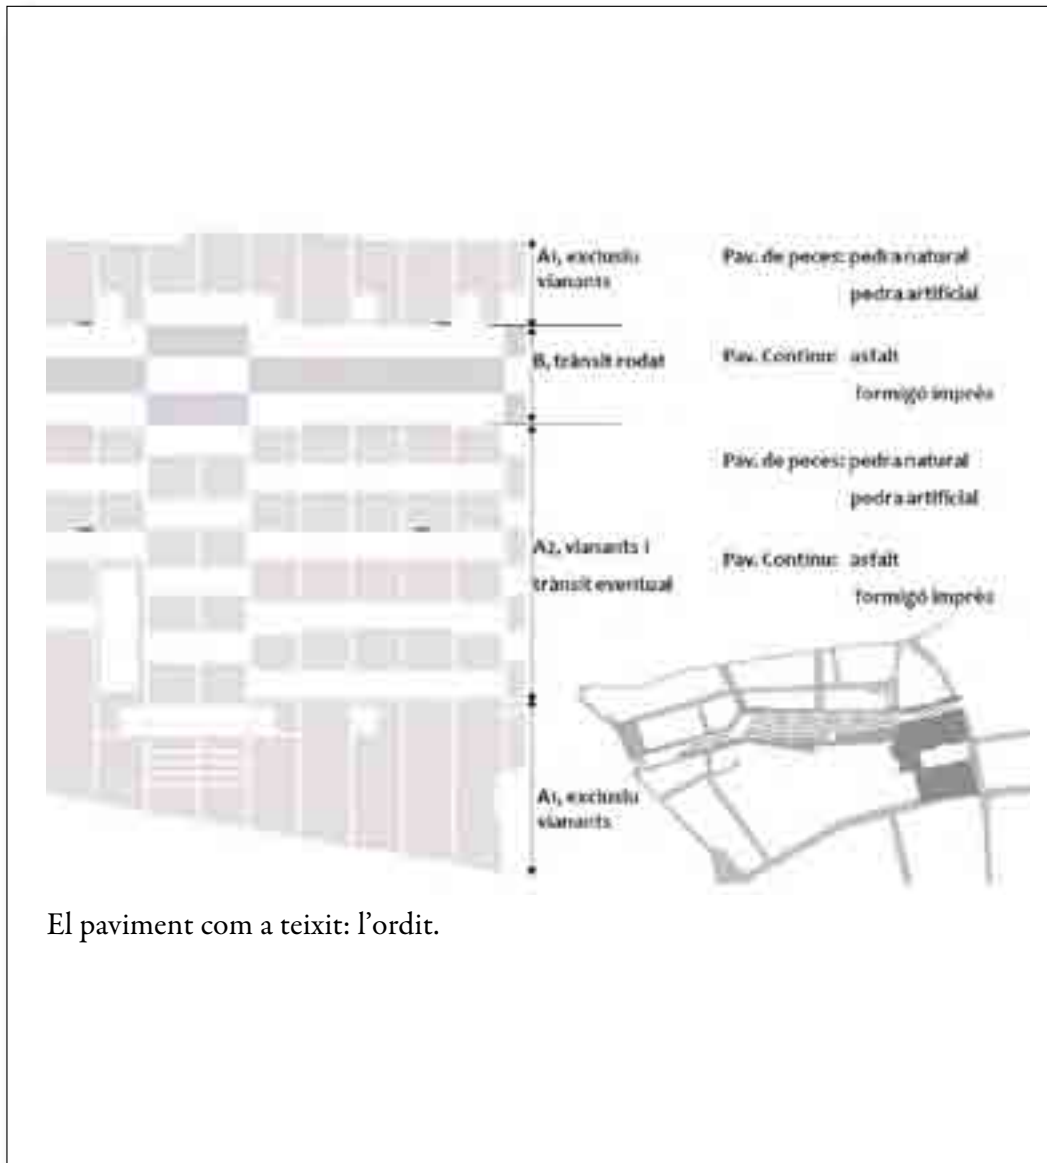 A1, exclusiu
vianants
Pav. de peces: pedra natural
pedra artificial
B, trànsit rodat
Pav. Continu: asfalt
formigó imprès
Pav. de peces: pedra natural
pedra artificial
A2, vianants i
trànsit eventual
Pav. Continu: asfalt
formigó imprès
A1, exclusiu
vianants
El paviment com a teixit: l’ordit.